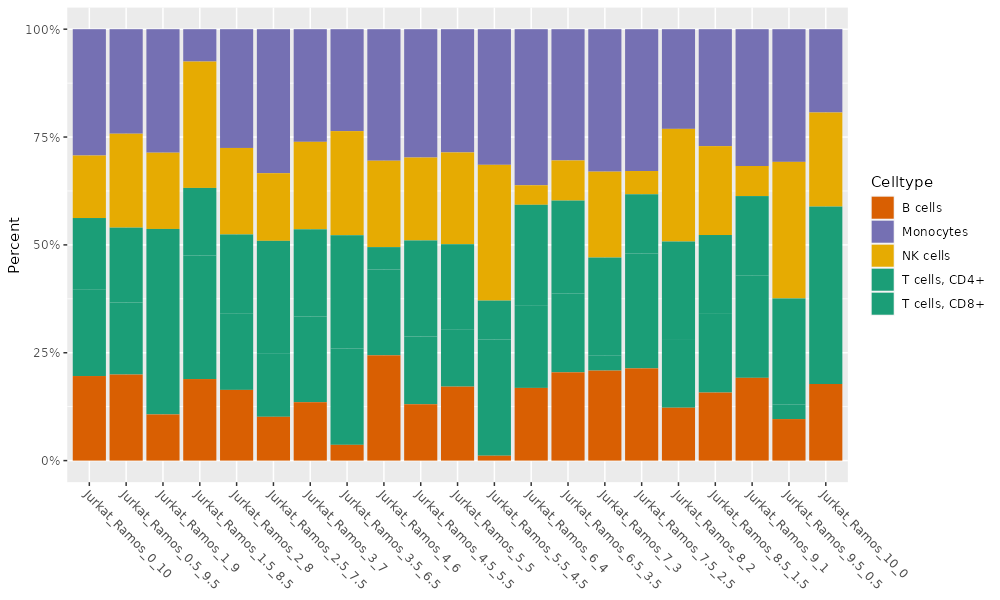 100%
75%
50%
25%
0%
Percent
Jurkat_Ramos_0_10
Jurkat_Ramos_0.5_9.5
Jurkat_Ramos_1_9
Jurkat_Ramos_1.5_8.5
Jurkat_Ramos_2_8
Jurkat_Ramos_2.5_7.5
Jurkat_Ramos_3_7
Jurkat_Ramos_3.5_6.5
Jurkat_Ramos_4_6
Jurkat_Ramos_4.5_5.5
Jurkat_Ramos_5_5
Jurkat_Ramos_5.5_4.5
Jurkat_Ramos_6_4
Jurkat_Ramos_6.5_3.5
Jurkat_Ramos_7_3
Jurkat_Ramos_7.5_2.5
Jurkat_Ramos_8_2
Jurkat_Ramos_8.5_1.5
Jurkat_Ramos_9_1
Jurkat_Ramos_9.5_0.5
Jurkat_Ramos_10_0
Celltype
B cells
Monocytes
NK cells
T cells, CD4+
T cells, CD8+